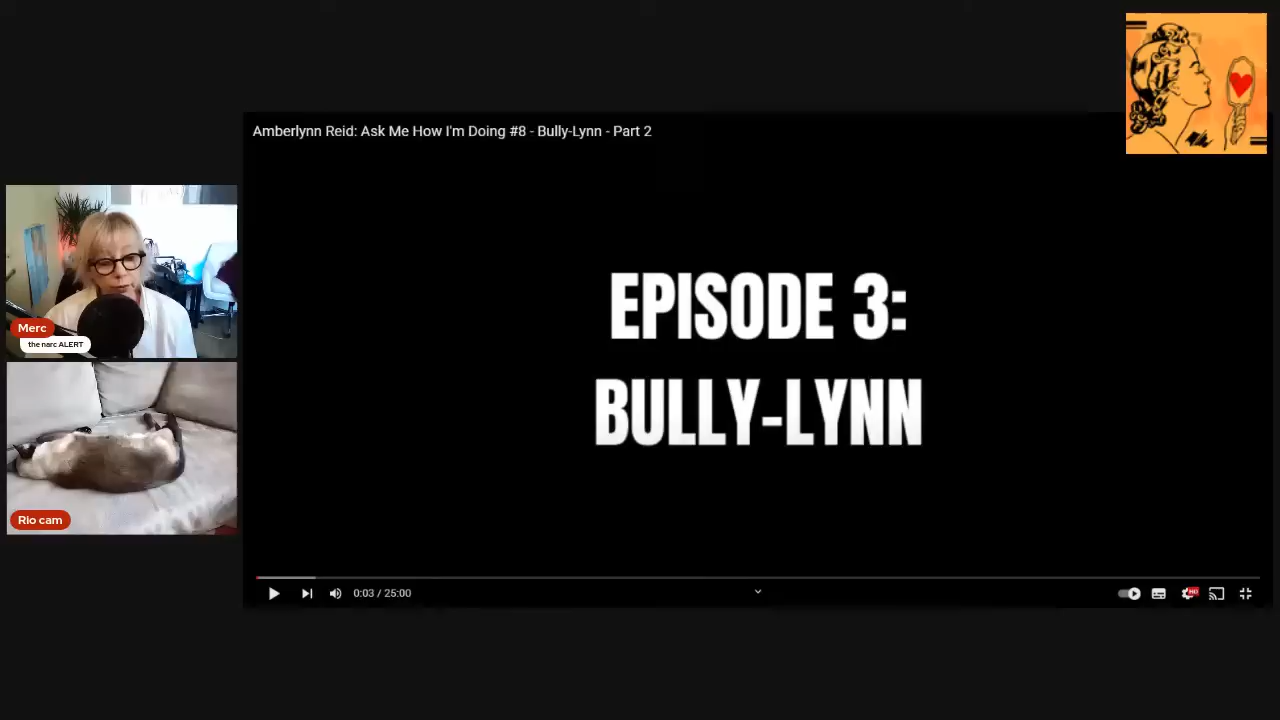 Amberlynn Reid: Ask Me How I'm Doing #8 - Bully-Lynn - Part 2
EPISODE 3:
BULLY-LYNN
Merc
the narc ALERT
Rio cam
0:03 / 25:00
HD